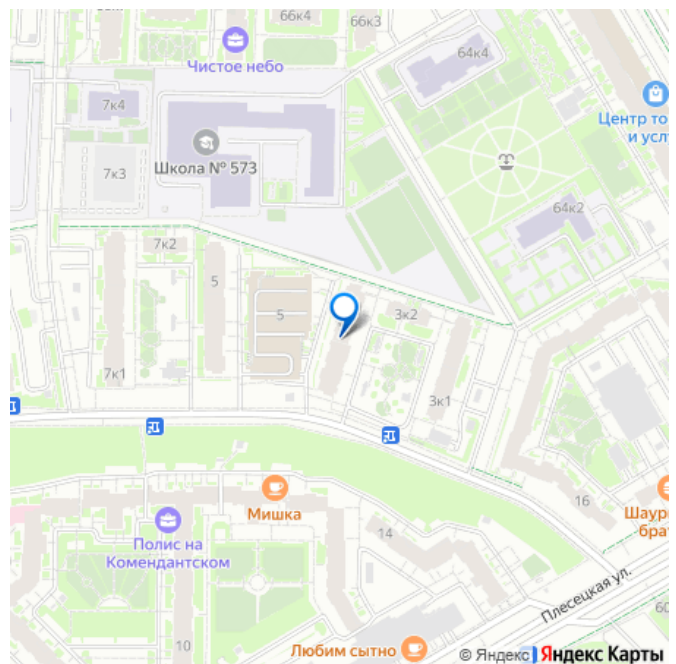 66к4
66к3
Чистое небо
64к4
7к4
Центр то
и усл
Школа № 573
7к3
64к2
7к2
5
5
3к2
7к1
3к1
Мишка
16
Шаур
бра
Полис на
Комендантском
14
Плесецкая ул.
60
10
Любим сытно
© Яндекс Яндекс Карты